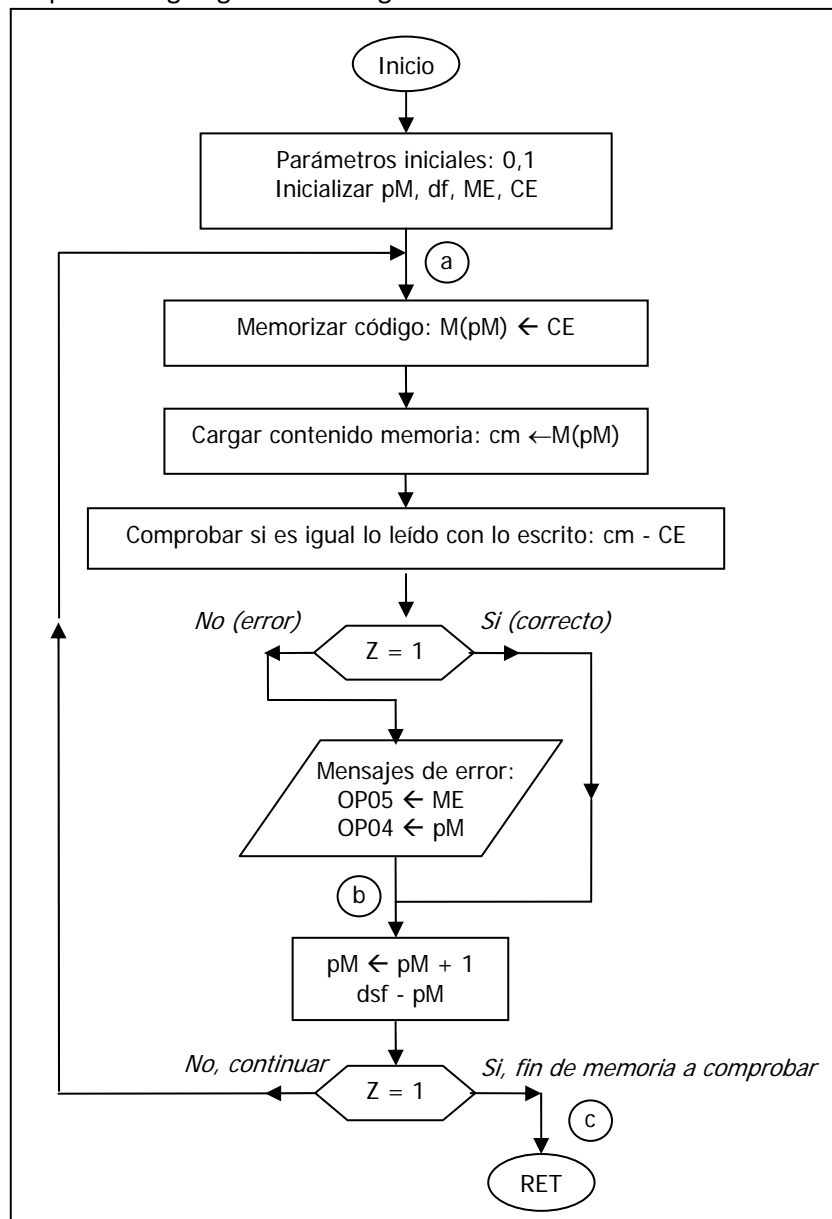 Inicio
Parámetros iniciales: 0,1
Inicializar pM, df, ME, CE
a
Memorizar código: M(pM) ← CE
Cargar contenido memoria: cm ←M(pM)
Comprobar si es igual lo leído con lo escrito: cm - CE
No (error)
Si (correcto)
Z = 1
Mensajes de error:
OP05 ← ME
OP04 ← pM
b
pM ← pM + 1
dsf - pM
No, continuar
Si, fin de memoria a comprobar
Z = 1
c
RET